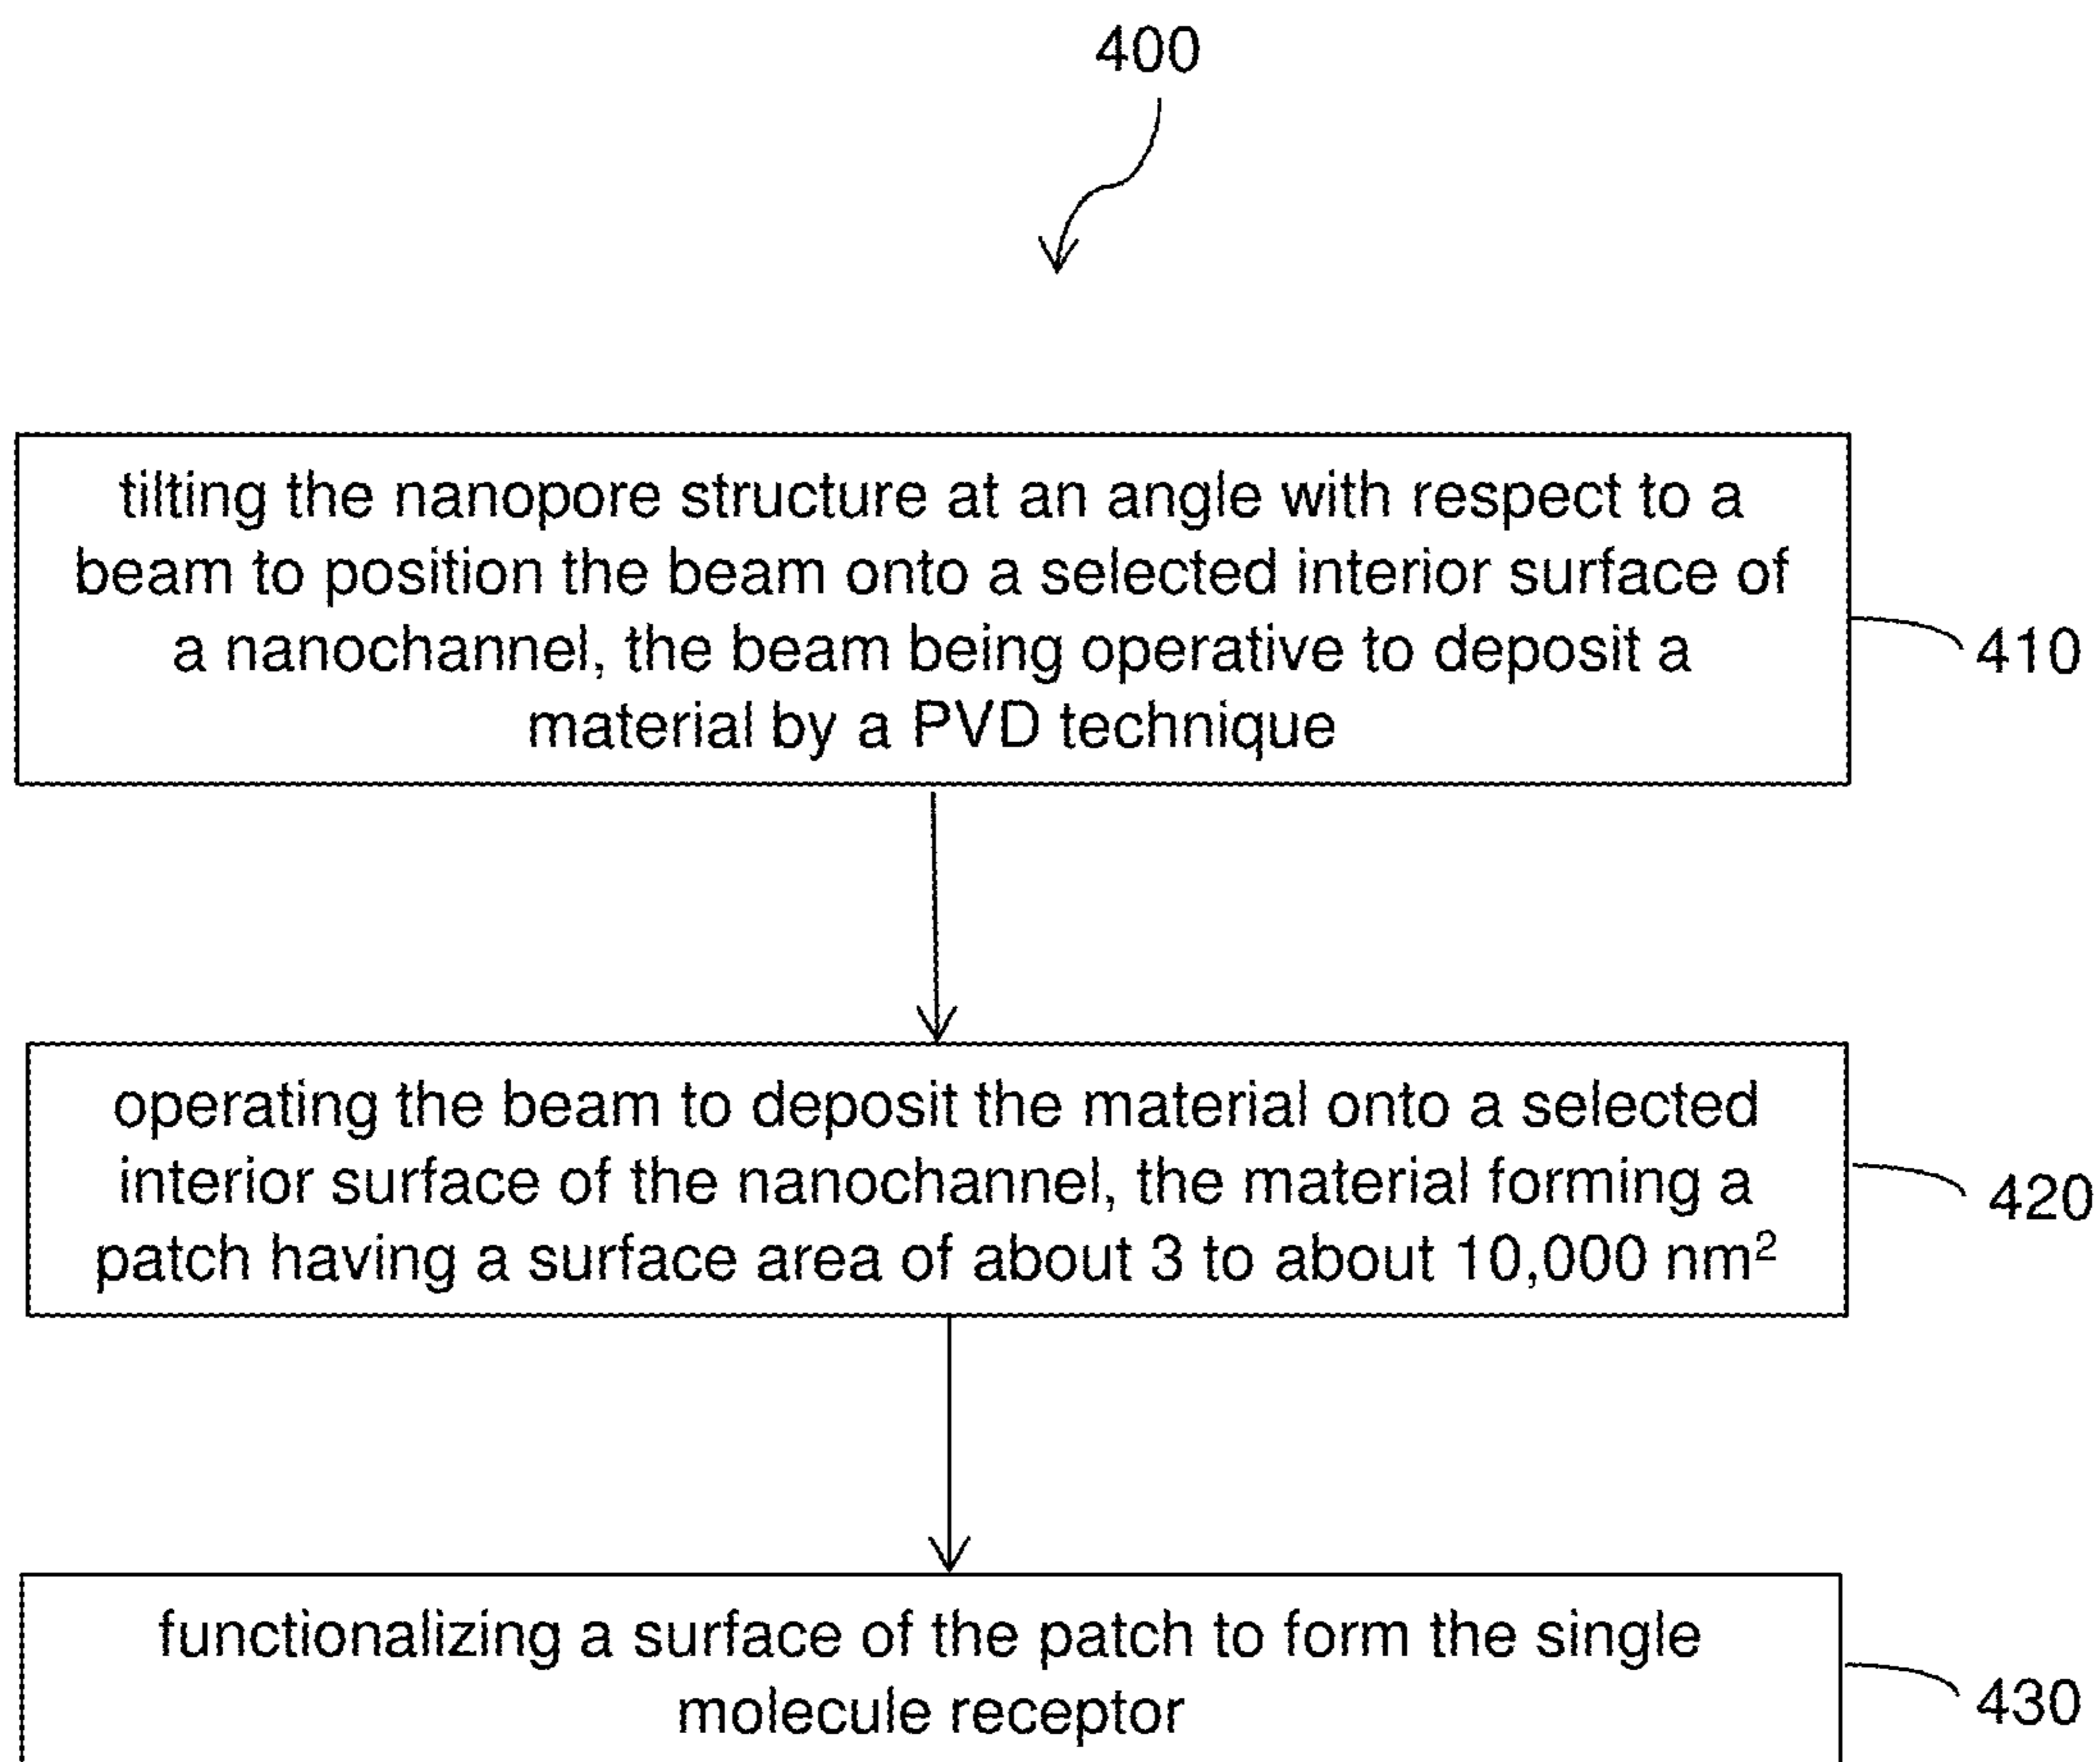 400
tilting the nanopore structure at an angle with respect to a
beam to position the beam onto a selected interior surface of
a nanochannel, the beam being operative to deposit a
material by a PVD technique
410
operating the beam to deposit the material onto a selected
interior surface of the nanochannel, the material forming a
patch having a surface area of about 3 to about 10,000 nm²
420
functionalizing a surface of the patch to form the single
molecule receptor
430